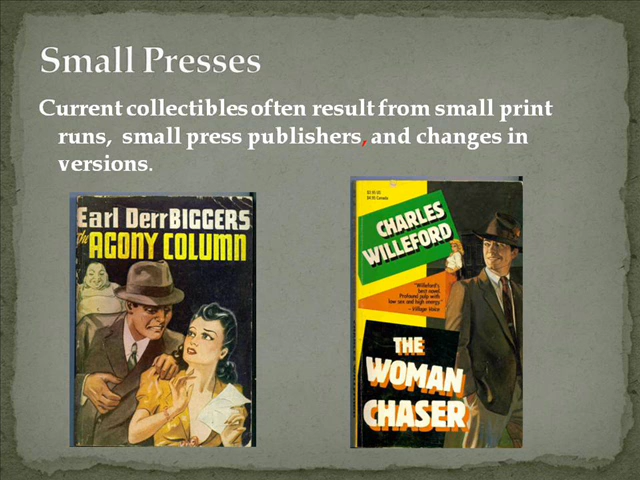 Small Presses
Current collectibles often result from small print
runs, small press publishers, and changes in
versions.
Earl Derr BIGGERS
the AGONY COLUMN
$3.95 US
$4.95 Canada
CHARLES
WILLEFORD
"Willeford's
best novel.
Profound pulp with
low sex and high energy."
—Village Voice
THE
WOMAN
CHASER